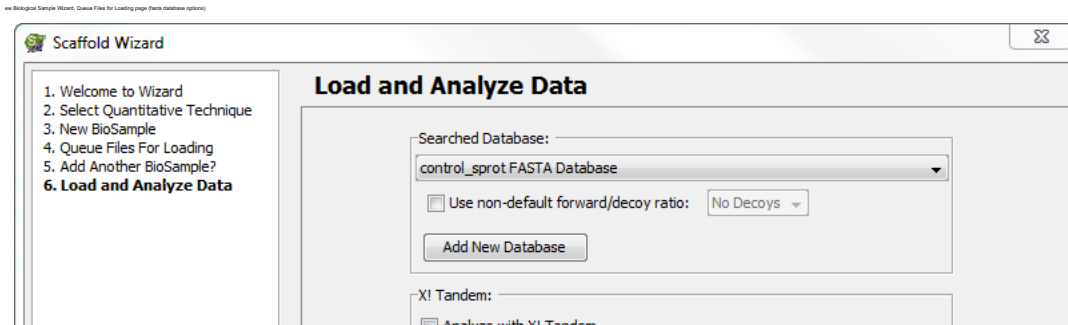 ew Biological Sample Wizard, Queue Files for Loading page (fasta database options)
Scaffold Wizard
1. Welcome to Wizard
2. Select Quantitative Technique
3. New BioSample
4. Queue Files For Loading
5. Add Another BioSample?
6. Load and Analyze Data
Load and Analyze Data
Searched Database:
control_sprot FASTA Database
Use non-default forward/decoy ratio: No Decoys
Add New Database
X! Tandem:
Analyze with X! Tandem